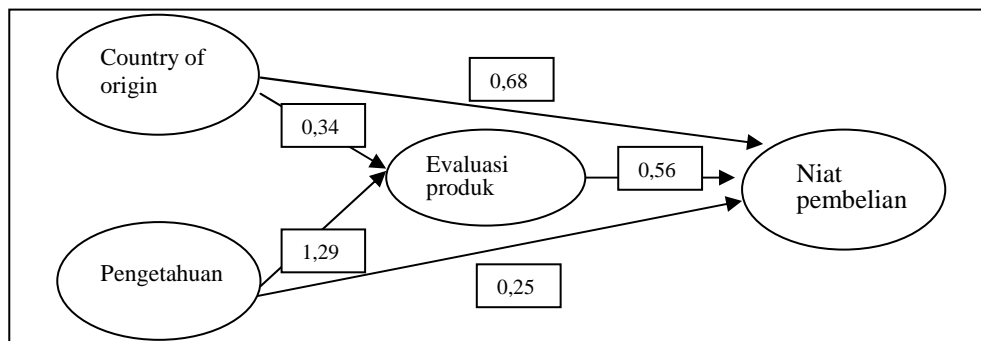 Country of
origin
0,68
0,34
Evaluasi
produk
0,56
Niat
pembelian
1,29
Pengetahuan
0,25